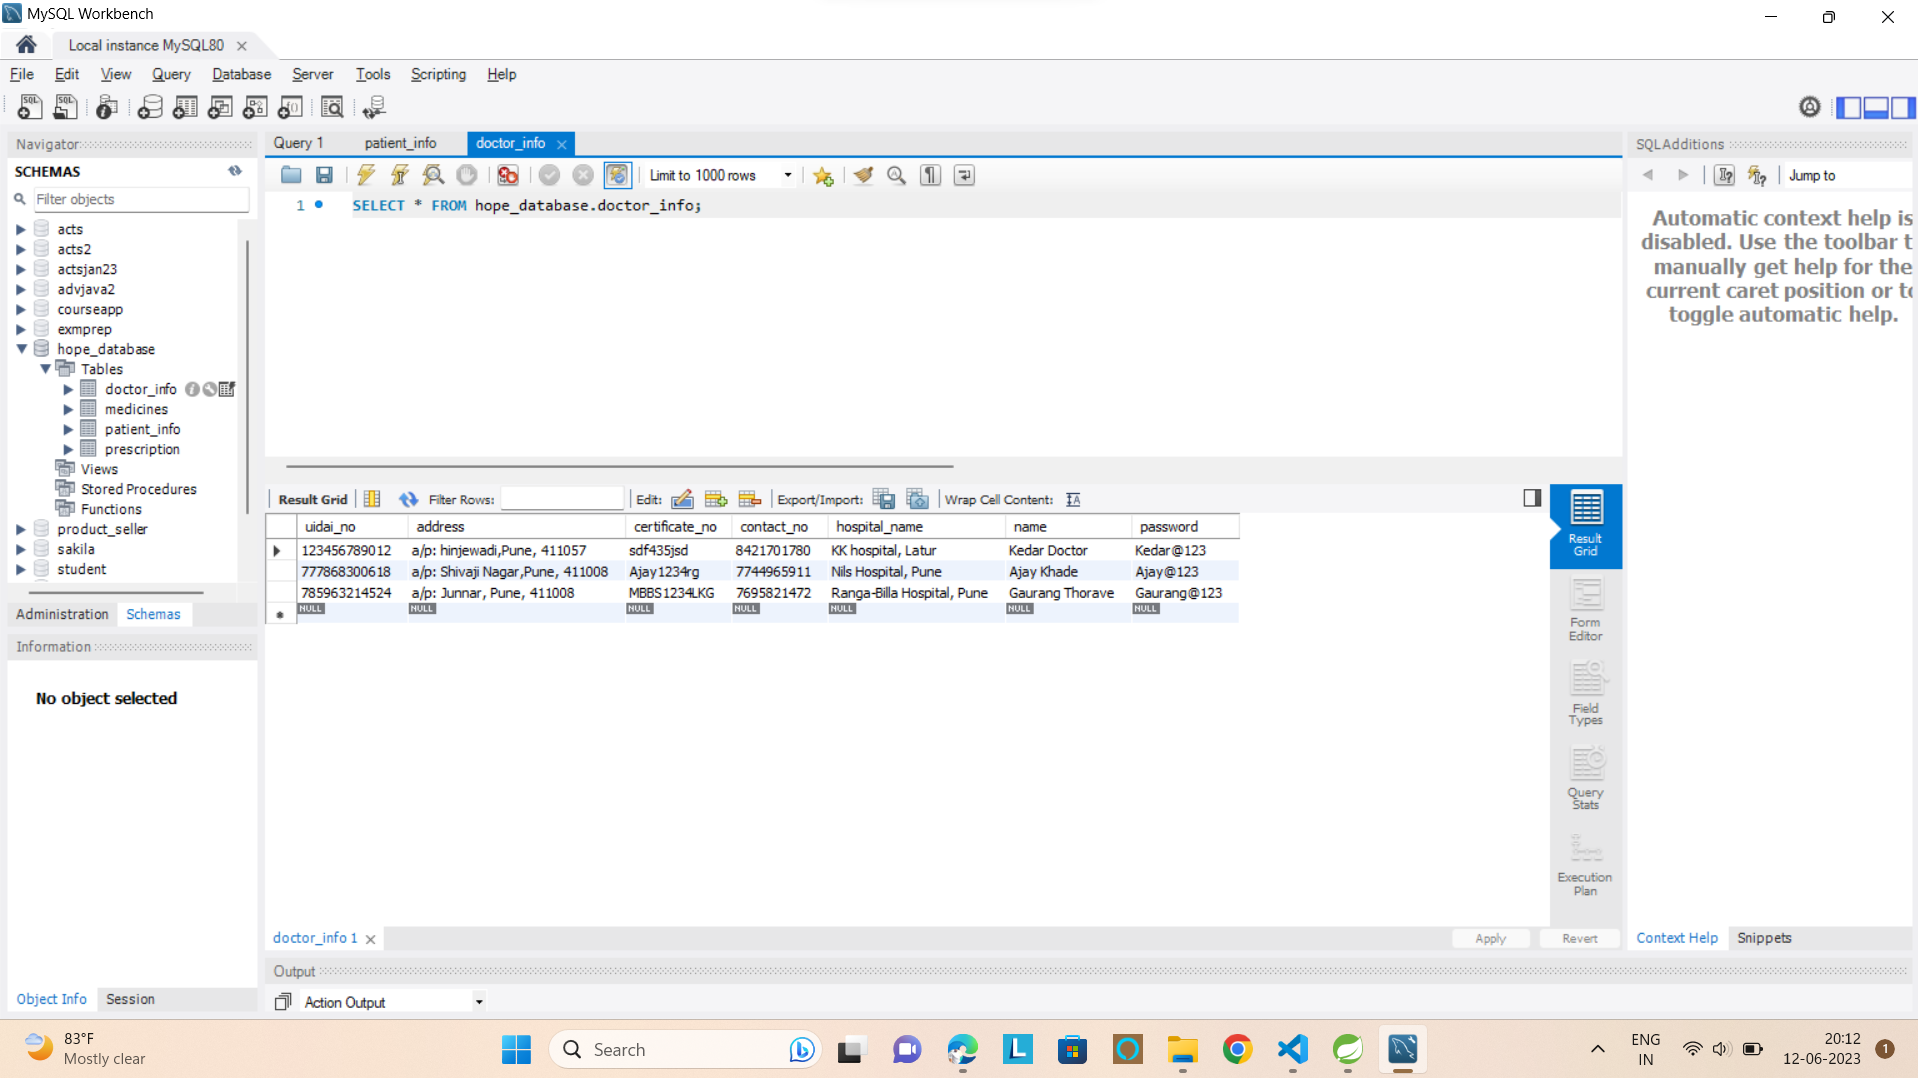 MySQL Workbench
Local instance MySQL80
File Edit View Query Database Server Tools Scripting Help
Navigator
SCHEMAS
Filter objects
acts
acts2
actsjan23
advjava2
courseapp
exmprep
hope_database
Tables
doctor_info
medicines
patient_info
prescription
Views
Stored Procedures
Functions
product_seller
sakila
student
Administration Schemas
Information
No object selected
Object Info Session
Query 1 patient_info doctor_info
Limit to 1000 rows
1 SELECT * FROM hope_database.doctor_info;
Result Grid Filter Rows: Edit: Export/Import: Wrap Cell Content:
uidai_no address certificate_no contact_no hospital_name name password
123456789012 a/p: hinjewadi,Pune, 411057 sdf435jsd 8421701780 KK hospital, Latur Kedar Doctor Kedar@123
777868300618 a/p: Shivaji Nagar,Pune, 411008 Ajay1234rg 7744965911 Nils Hospital, Pune Ajay Khade Ajay@123
785963214524 a/p: Junnar, Pune, 411008 MBBS1234LKG 7695821472 Ranga-Billa Hospital, Pune Gaurang Thorave Gaurang@123
NULL NULL NULL NULL NULL NULL NULL
Result
Grid
Form
Editor
Field
Types
Query
Stats
Execution
Plan
doctor_info 1
Apply Revert
Output
Action Output
SQLAdditions
Jump to
Automatic context help is
disabled. Use the toolbar t
manually get help for the
current caret position or to
toggle automatic help.
Context Help Snippets
83°F
Mostly clear
Search
ENG
IN
20:12
12-06-2023
1